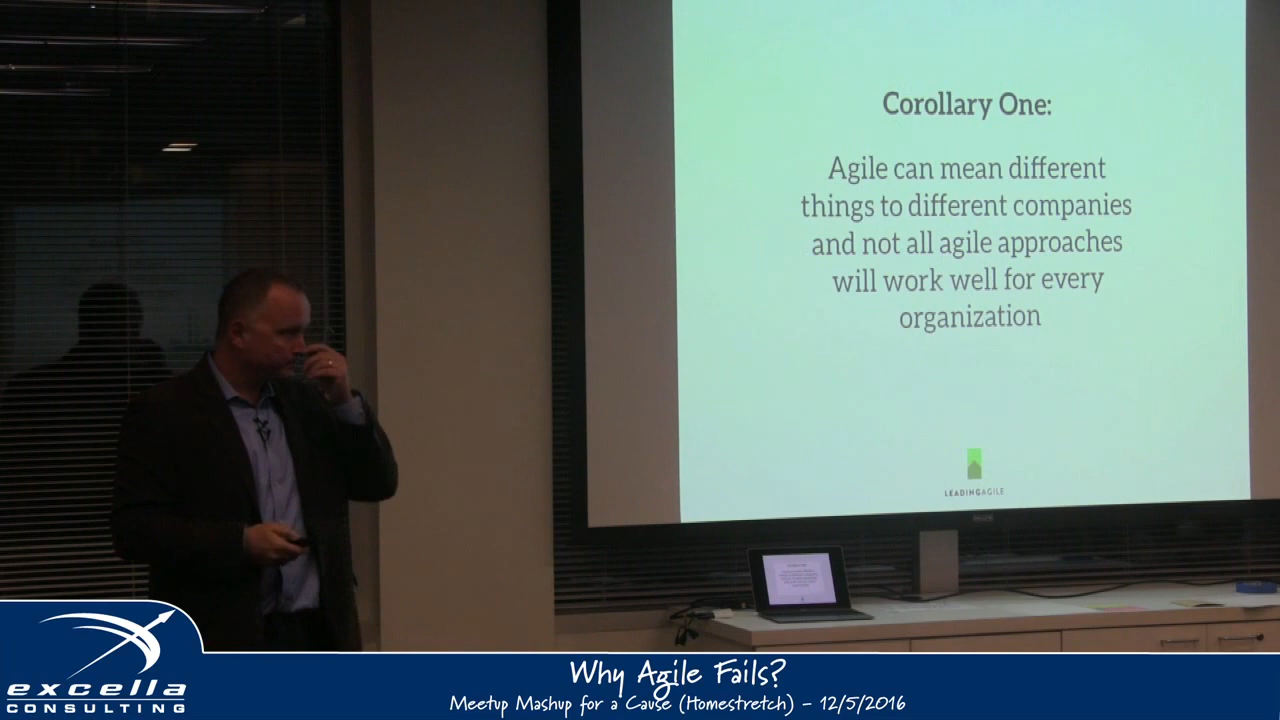 Corollary One:
Agile can mean different
things to different companies
and not all agile approaches
will work well for every
organization
LEADINGAGILE
excella
CONSULTING
Why Agile Fails?
Meetup Mashup for a Cause (Homestretch) - 12/5/2016